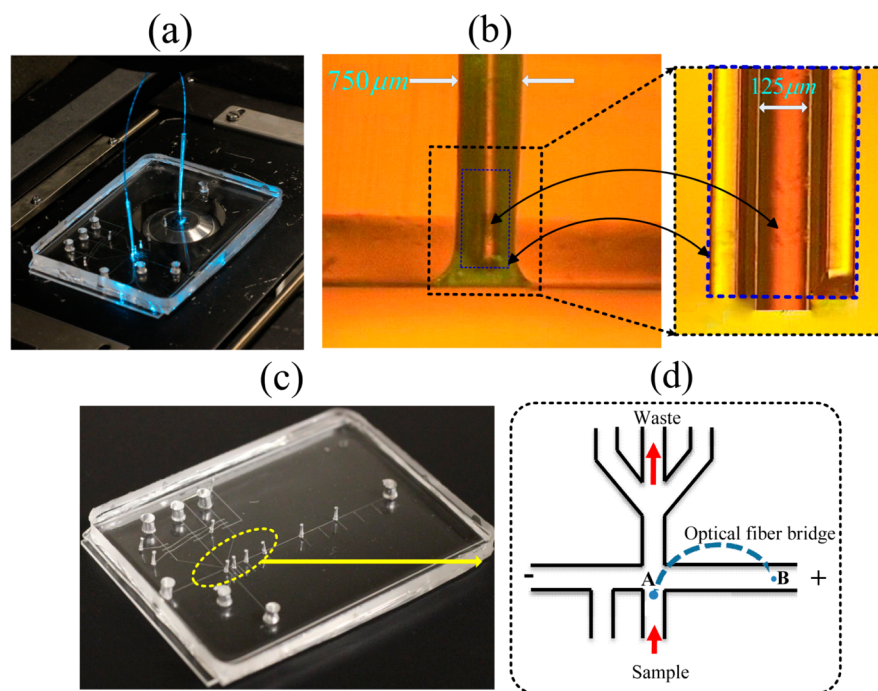 (a)
(b)
750 μm
125 μm
(c)
(d)
Waste
Optical fiber bridge
A
B
-
+
Sample